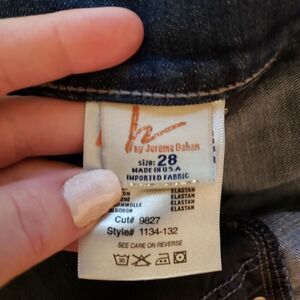 by Jerome Dahan
size: 28
MADE IN U.S.A
IMPORTED FABRIC
ELASTAN
ELASTAN
ELASTAN
ELASTAN
Cut# 9827
Style# 1134-132
SEE CARE ON REVERSE